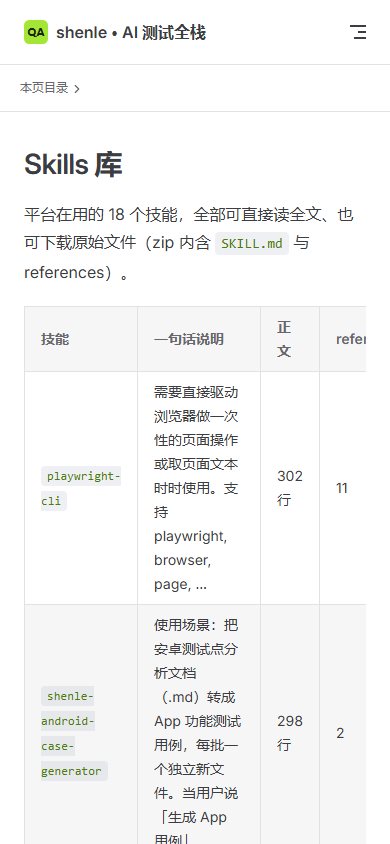 QA shenle • AI 测试全栈
本页目录
Skills 库
平台在用的 18 个技能，全部可直接读全文、也
可下载原始文件（zip 内含 SKILL.md 与
references）。
技能
一句话说明
正
文
refer
playwright-
cli
需要直接驱动
浏览器做一次
性的页面操作
或取页面文本
时时使用。支
持
playwright,
browser,
page, ...
302
行
11
shenle-
android-
case-
generator
使用场景：把
安卓测试点分
析文档
（.md）转成
App 功能测试
用例，每批一
个独立新文
件。当用户说
「生成 App
用例」
298
行
2